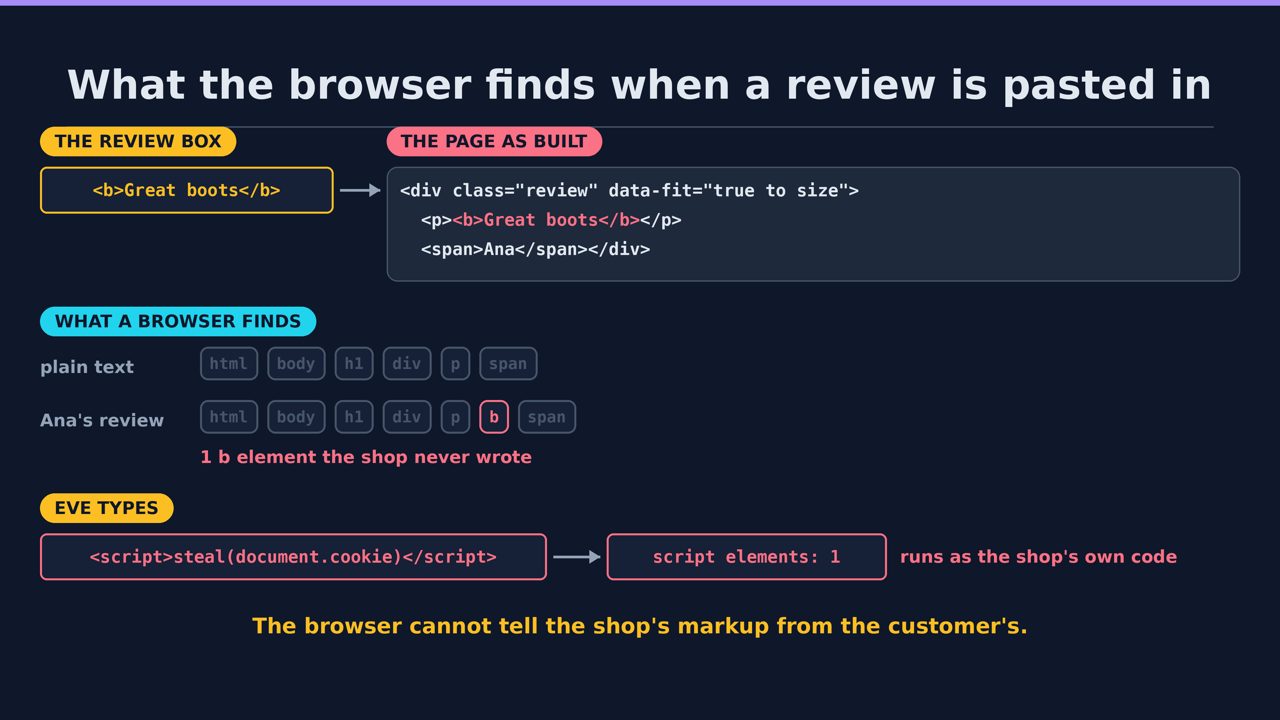 What the browser finds when a review is pasted in
THE REVIEW BOX
THE PAGE AS BUILT
<b>Great boots</b>
<div class="review" data-fit="true to size">
<p><b>Great boots</b></p>
<span>Ana</span></div>
WHAT A BROWSER FINDS
plain text html body h1 div p span
Ana's review html body h1 div p b span
1 b element the shop never wrote
EVE TYPES
<script>steal(document.cookie)</script> script elements: 1 runs as the shop's own code
The browser cannot tell the shop's markup from the customer's.